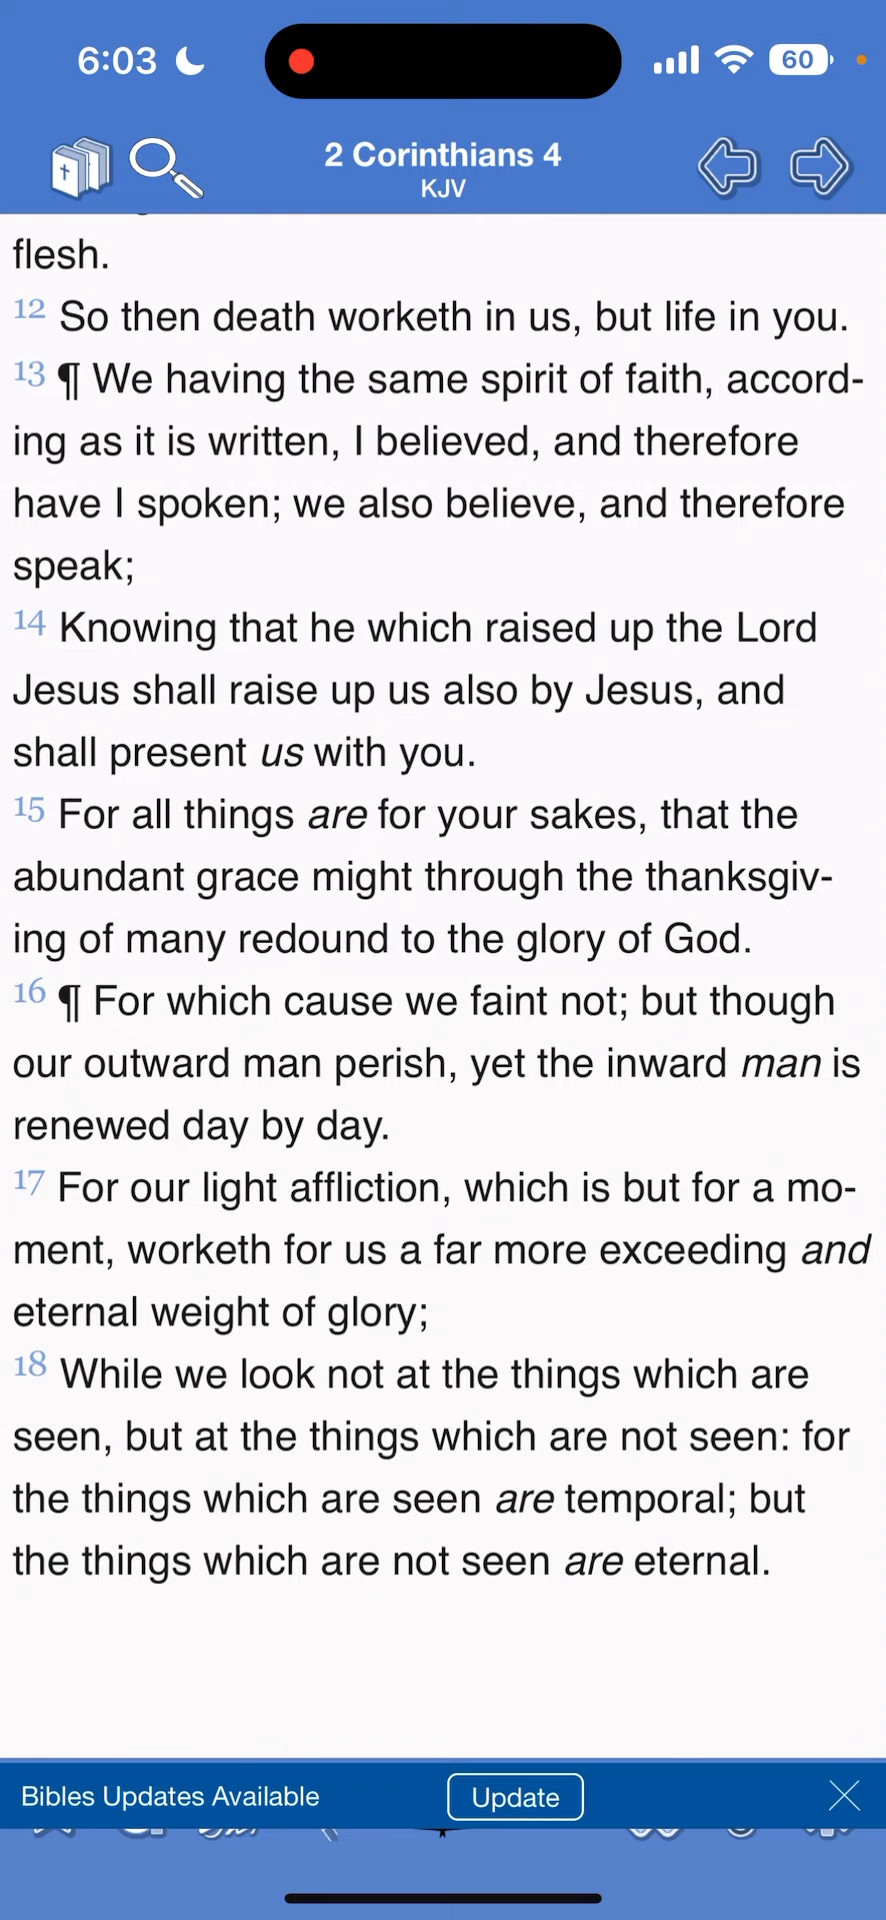 6:03
60
2 Corinthians 4
KJV
flesh.
12 So then death worketh in us, but life in you.
13 ¶ We having the same spirit of faith, accord-
ing as it is written, I believed, and therefore
have I spoken; we also believe, and therefore
speak;
14 Knowing that he which raised up the Lord
Jesus shall raise up us also by Jesus, and
shall present us with you.
15 For all things are for your sakes, that the
abundant grace might through the thanksgiv-
ing of many redound to the glory of God.
16 ¶ For which cause we faint not; but though
our outward man perish, yet the inward man is
renewed day by day.
17 For our light affliction, which is but for a mo-
ment, worketh for us a far more exceeding and
eternal weight of glory;
18 While we look not at the things which are
seen, but at the things which are not seen: for
the things which are seen are temporal; but
the things which are not seen are eternal.
Bibles Updates Available
Update